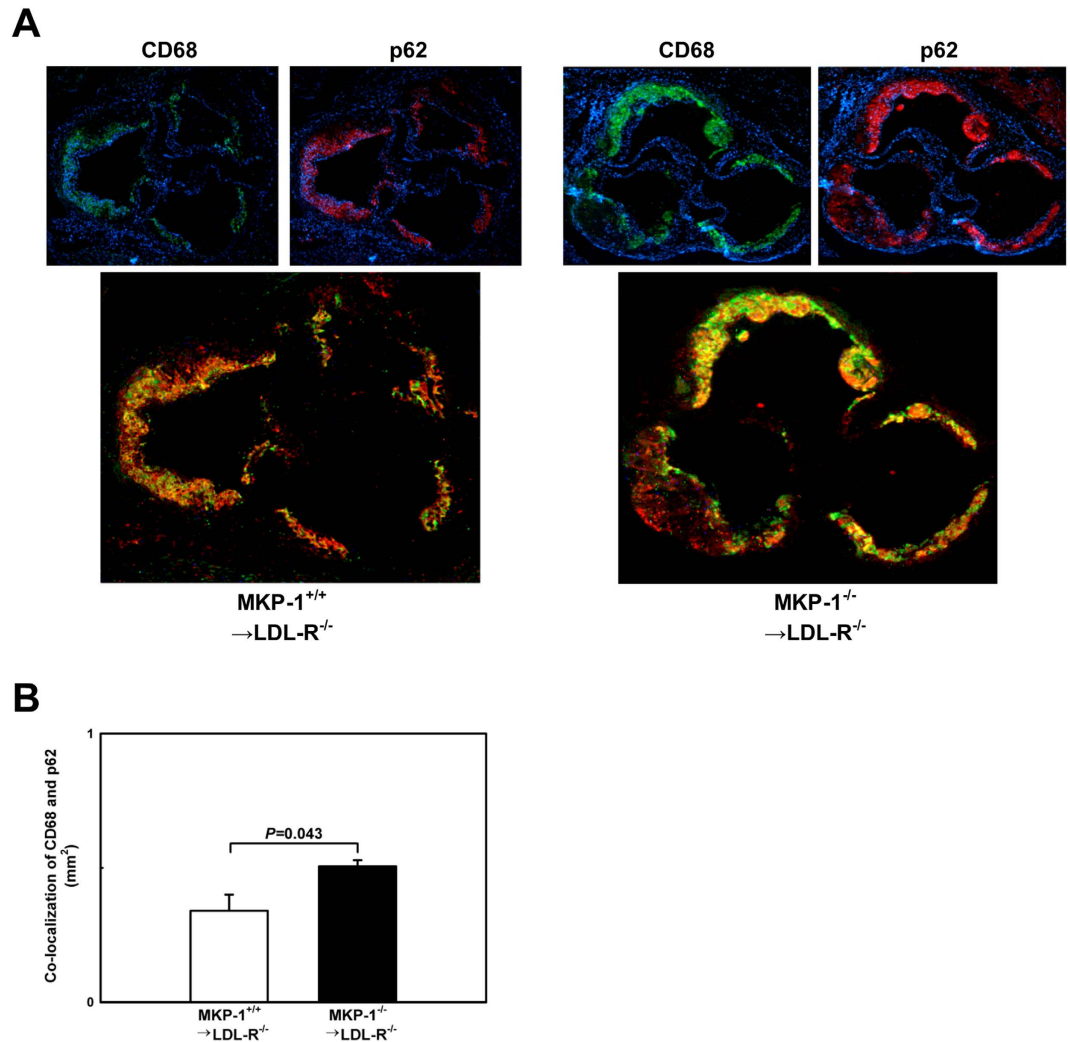 A
CD68 p62 CD68 p62
MKP-1+/+
→LDL-R-/-
MKP-1-/-
→LDL-R-/-
B
Co-localization of CD68 and p62
(mm2)
1
P=0.043
0
MKP-1+/+
→LDL-R-/-
MKP-1-/-
→LDL-R-/-